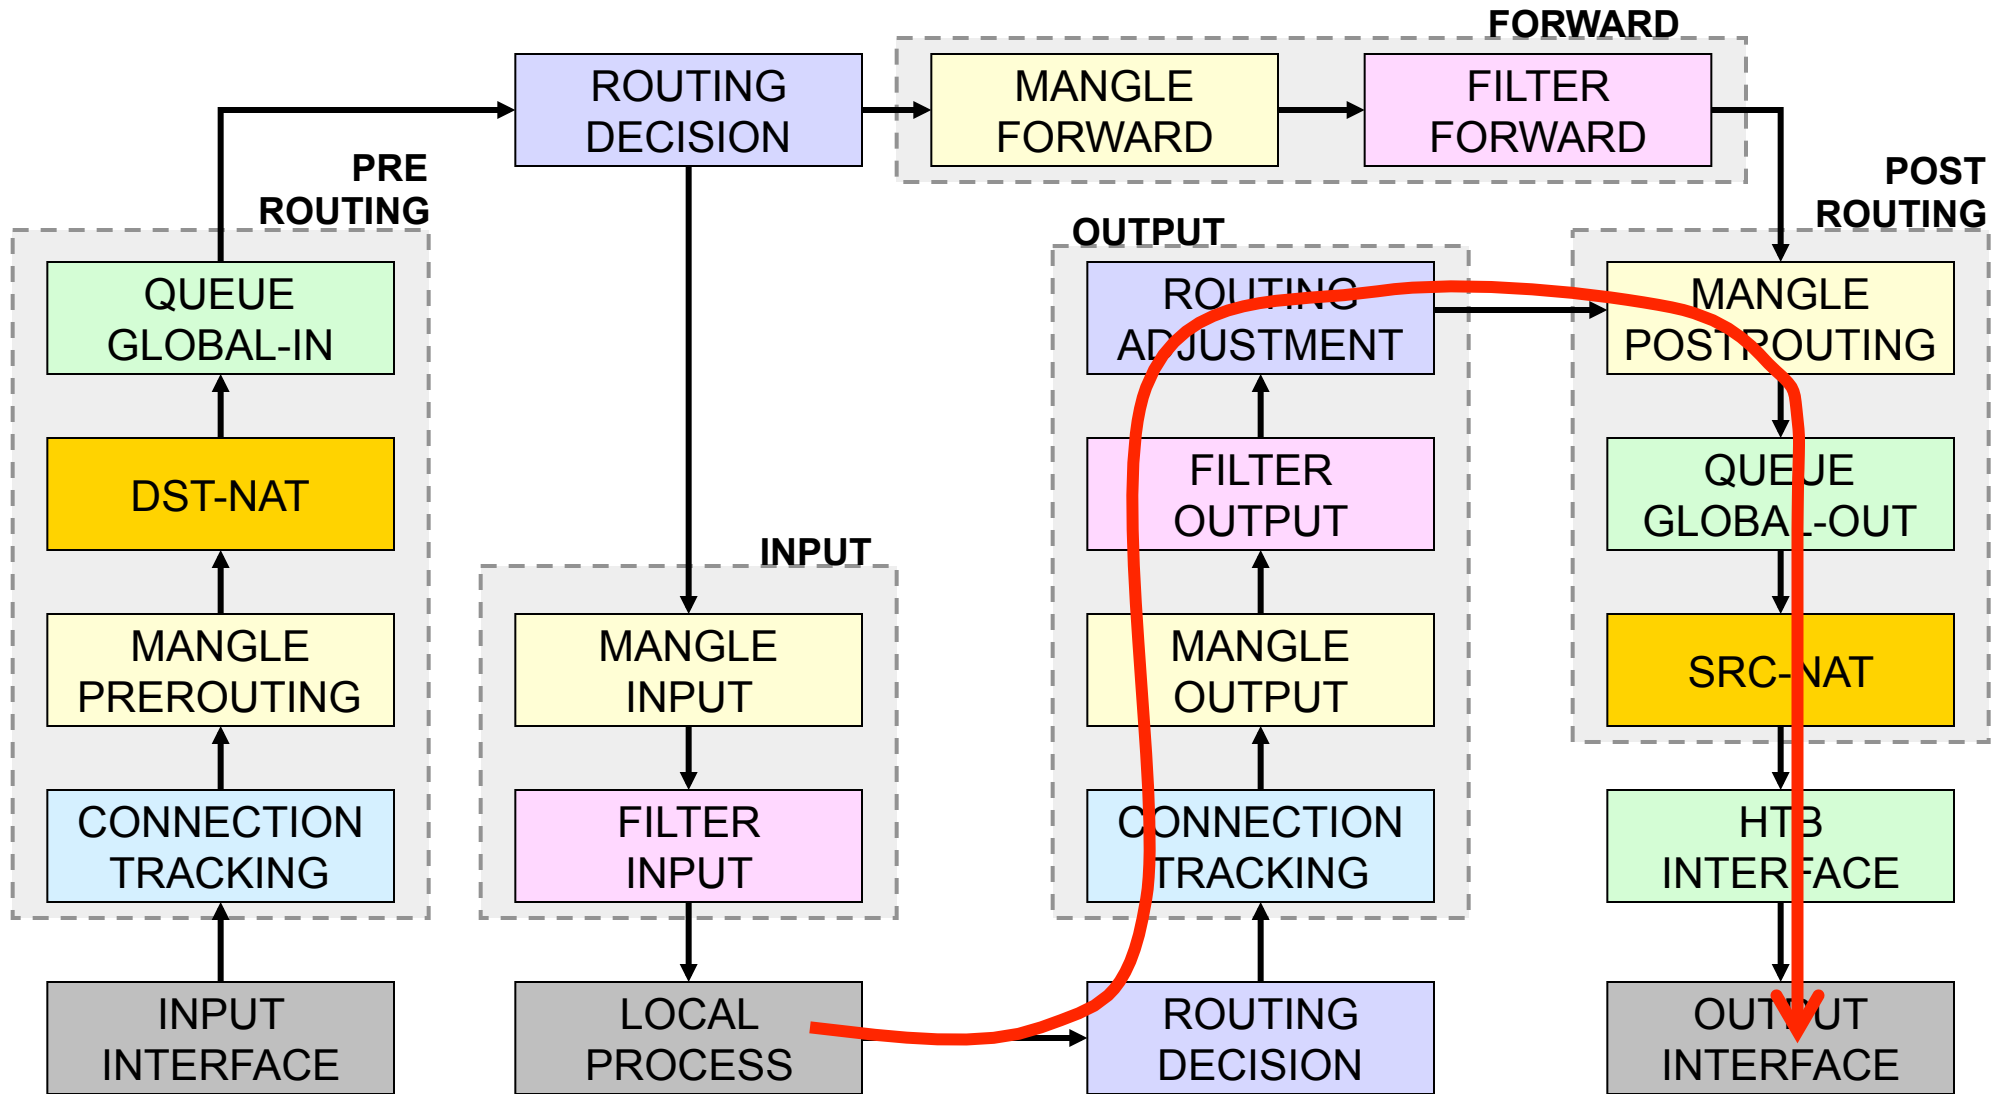 FORWARD
ROUTING
DECISION
MANGLE
FORWARD
FILTER
FORWARD
PRE
ROUTING
POST
ROUTING
OUTPUT
QUEUE
GLOBAL-IN
ROUTING
ADJUSTMENT
MANGLE
POSTROUTING
DST-NAT
FILTER
OUTPUT
QUEUE
GLOBAL-OUT
INPUT
MANGLE
PREROUTING
MANGLE
INPUT
MANGLE
OUTPUT
SRC-NAT
CONNECTION
TRACKING
FILTER
INPUT
CONNECTION
TRACKING
HTB
INTERFACE
INPUT
INTERFACE
LOCAL
PROCESS
ROUTING
DECISION
OUTPUT
INTERFACE